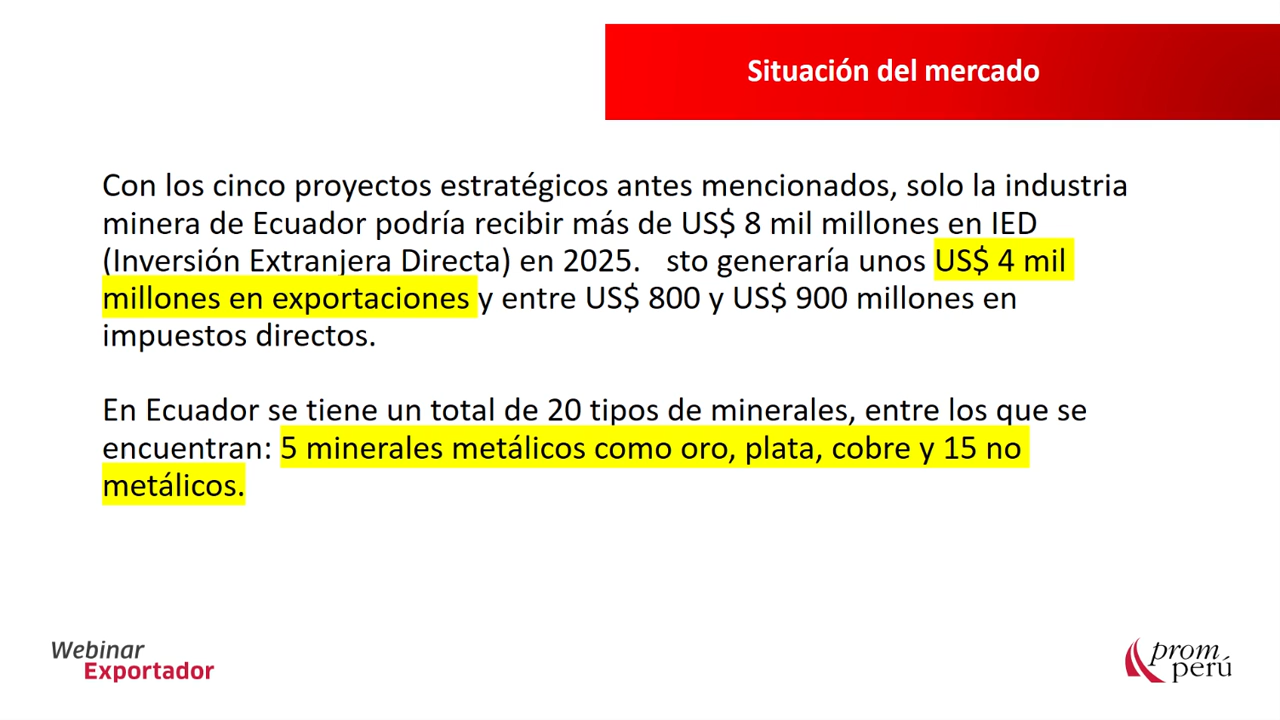 Situación del mercado
Con los cinco proyectos estratégicos antes mencionados, solo la industria
minera de Ecuador podría recibir más de US$ 8 mil millones en IED
(Inversión Extranjera Directa) en 2025. sto generaría unos US$ 4 mil
millones en exportaciones y entre US$ 800 y US$ 900 millones en
impuestos directos.
En Ecuador se tiene un total de 20 tipos de minerales, entre los que se
encuentran: 5 minerales metálicos como oro, plata, cobre y 15 no
metálicos.
Webinar
Exportador
prom
perú